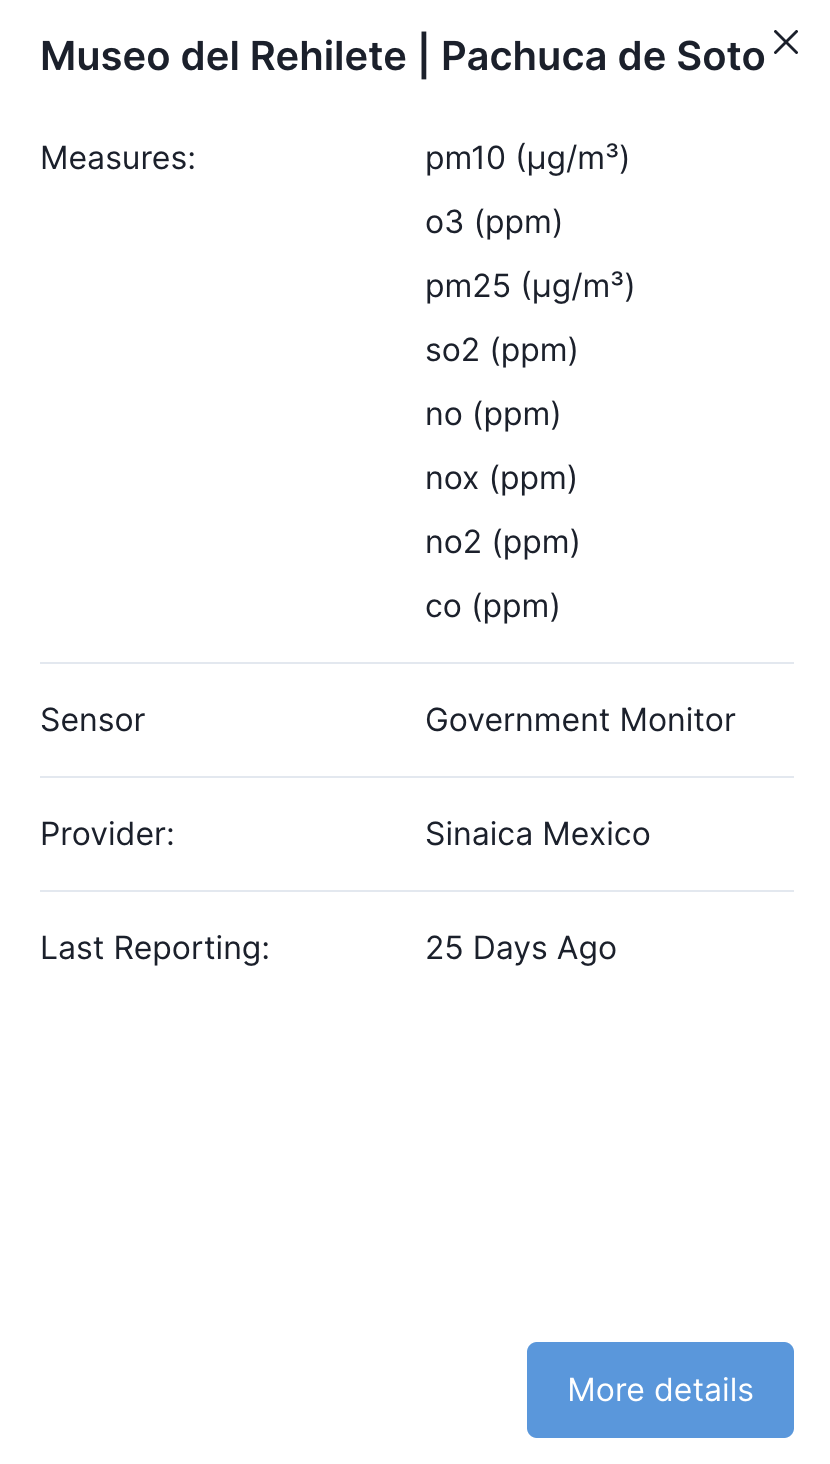 Museo del Rehilete | Pachuca de Soto
Measures: pm10 (µg/m³)
o3 (ppm)
pm25 (µg/m³)
so2 (ppm)
no (ppm)
nox (ppm)
no2 (ppm)
co (ppm)
Sensor Government Monitor
Provider: Sinaica Mexico
Last Reporting: 25 Days Ago
More details